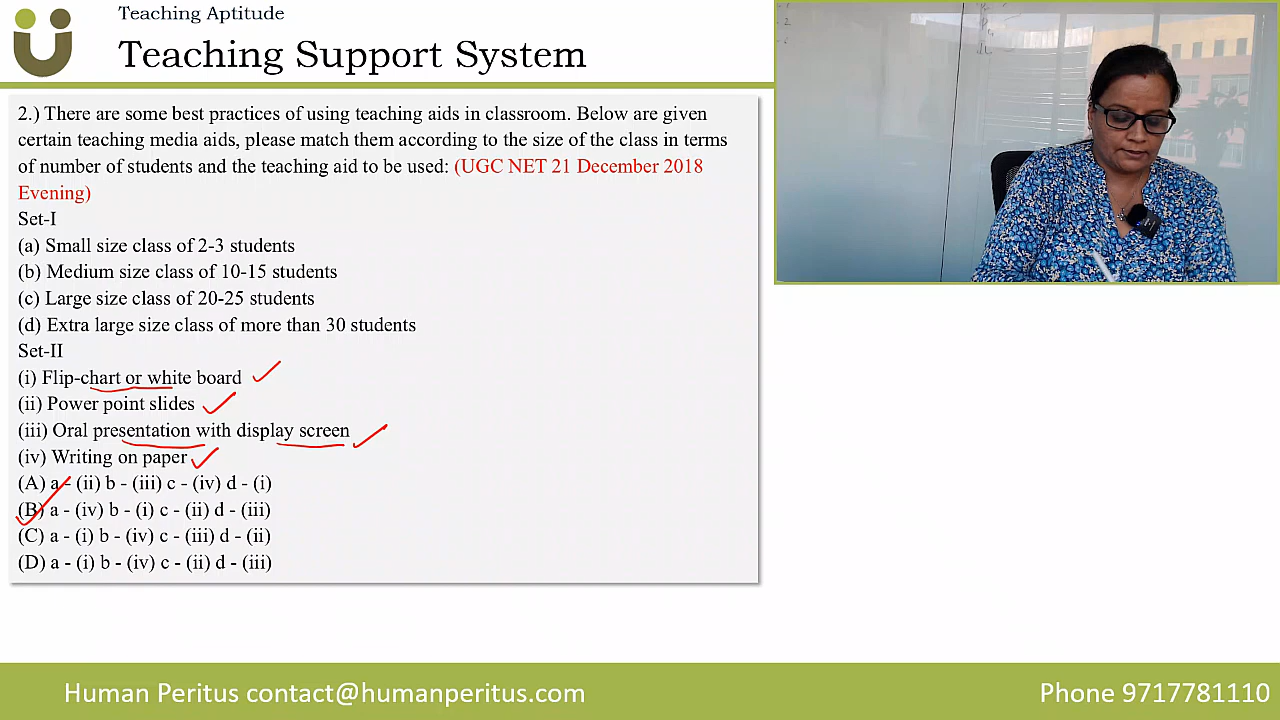 Teaching Aptitude
Teaching Support System
2.) There are some best practices of using teaching aids in classroom. Below are given
certain teaching media aids, please match them according to the size of the class in terms
of number of students and the teaching aid to be used: (UGC NET 21 December 2018
Evening)
Set-I
(a) Small size class of 2-3 students
(b) Medium size class of 10-15 students
(c) Large size class of 20-25 students
(d) Extra large size class of more than 30 students
Set-II
(i) Flip-chart or white board
(ii) Power point slides
(iii) Oral presentation with display screen
(iv) Writing on paper
(A) a - (ii) b - (iii) c - (iv) d - (i)
(B) a - (iv) b - (i) c - (ii) d - (iii)
(C) a - (i) b - (iv) c - (iii) d - (ii)
(D) a - (i) b - (iv) c - (ii) d - (iii)
Human Peritus contact@humanperitus.com
Phone 9717781110